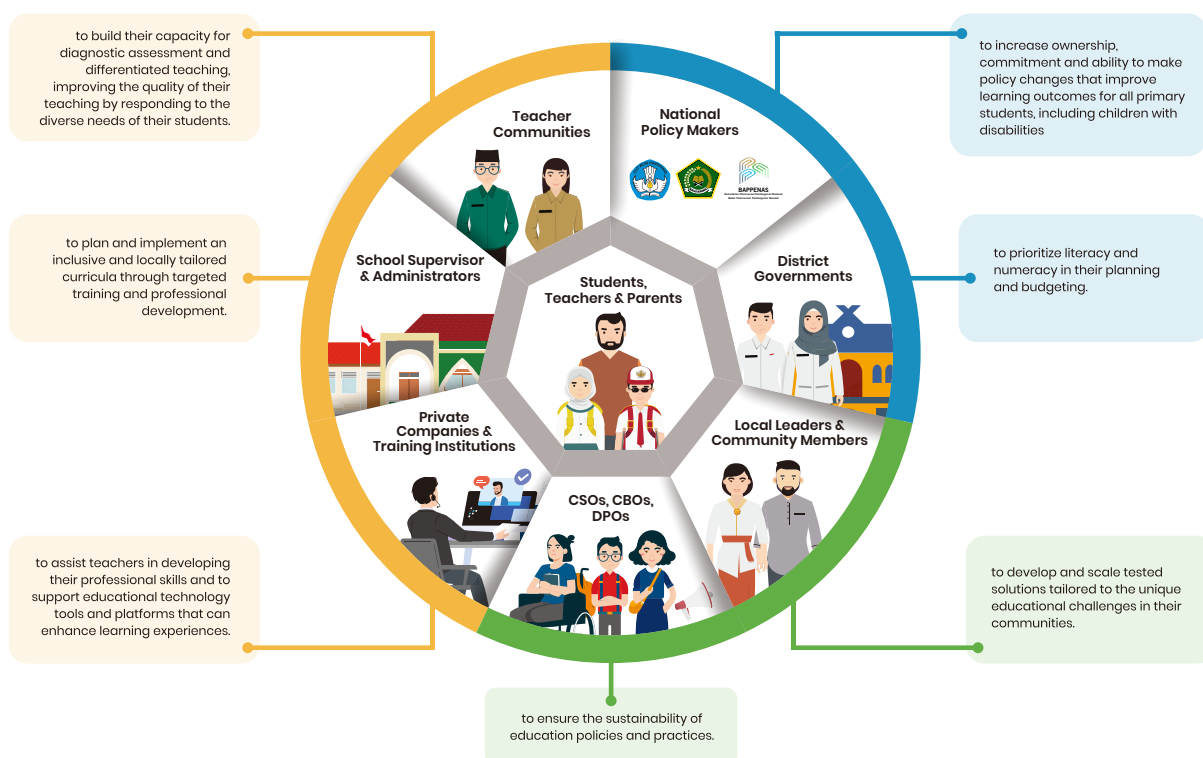 to build their capacity for
diagnostic assessment and
differentiated teaching,
improving the quality of their
teaching by responding to the
diverse needs of their students.
to increase ownership,
commitment and ability to make
policy changes that improve
learning outcomes for all primary
students, including children with
disabilities
Teacher
Communities
National
Policy Makers
BAPPENAS
to plan and implement an
inclusive and locally tailored
curricula through targeted
training and professional
development.
School Supervisor
& Administrators
Students,
Teachers & Parents
District
Governments
to prioritize literacy and
numeracy in their planning
and budgeting.
Private
Companies &
Training Institutions
Local Leaders &
Community Members
CSOs, CBOs,
DPOs
to assist teachers in developing
their professional skills and to
support educational technology
tools and platforms that can
enhance learning experiences.
to develop and scale tested
solutions tailored to the unique
educational challenges in their
communities.
to ensure the sustainability of
education policies and practices.